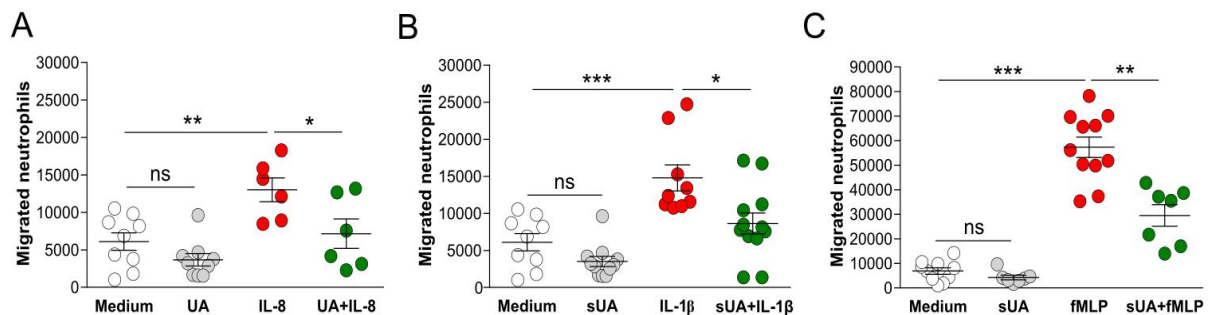 A
Migrated neutrophils
30000
25000
20000
15000
10000
5000
0
**
*
ns
Medium UA IL-8 UA+IL-8
B
Migrated neutrophils
30000
25000
20000
15000
10000
5000
0
***
*
ns
Medium sUA IL-1β sUA+IL-1β
C
Migrated neutrophils
90000
80000
70000
60000
50000
40000
30000
20000
10000
0
***
**
ns
Medium sUA fMLP sUA+fMLP